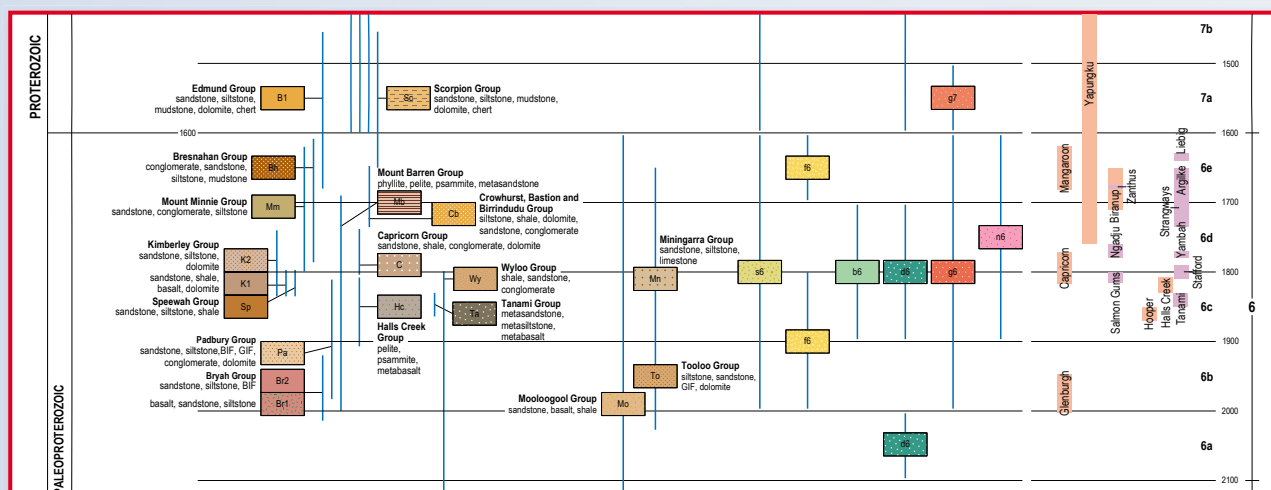 PROTEROZOIC
PALEOPROTEROZOIC
Edmund Group
sandstone, siltstone,
mudstone, dolomite, chert
B1
Sc
Scorpion Group
sandstone, siltstone, mudstone,
dolomite, chert
1600
Bresnahan Group
conglomerate, sandstone,
siltstone, mudstone
Bh
Mount Minnie Group
sandstone, conglomerate, siltstone
Mm
Mount Barren Group
phyllite, pelite, psammite, metasandstone
Mb
Cb
Crowhurst, Bastion and
Birrindudu Group
siltstone, shale, dolomite,
sandstone, conglomerate
Kimberley Group
sandstone, siltstone,
dolomite
K2
sandstone, shale,
basalt, dolomite
K1
Speewah Group
sandstone, siltstone, shale
Sp
Capricorn Group
sandstone, shale, conglomerate, dolomite
C
Wy
Wyloo Group
shale, sandstone,
conglomerate
Hc
Halls Creek
Group
pelite,
psammite,
metabasalt
Ta
Tanami Group
metasandstone,
metasiltstone,
metabasalt
Padbury Group
sandstone, siltstone,BIF, GIF,
conglomerate, dolomite
Pa
Bryah Group
sandstone, siltstone, BIF
Br2
basalt, sandstone, siltstone
Br1
Miningarra Group
sandstone, siltstone,
limestone
Mn
Tooloo Group
siltstone, sandstone,
GIF, dolomite
To
Mooloogool Group
sandstone, basalt, shale
Mo
s6
f6
f6
b6
d6
d6
g7
g6
n6
Glenburgh
Capricorn
Mangaroon
Yapungku
Salmon Gums
Ngadju
Biranup
Zanthus
Hooper
Halls Creek
Tanami
Stafford
Yambah
Strangways
Argilke
Liebig
7b
1500
7a
1600
6e
1700
6d
1800
6c
6
1900
6b
2000
6a
2100